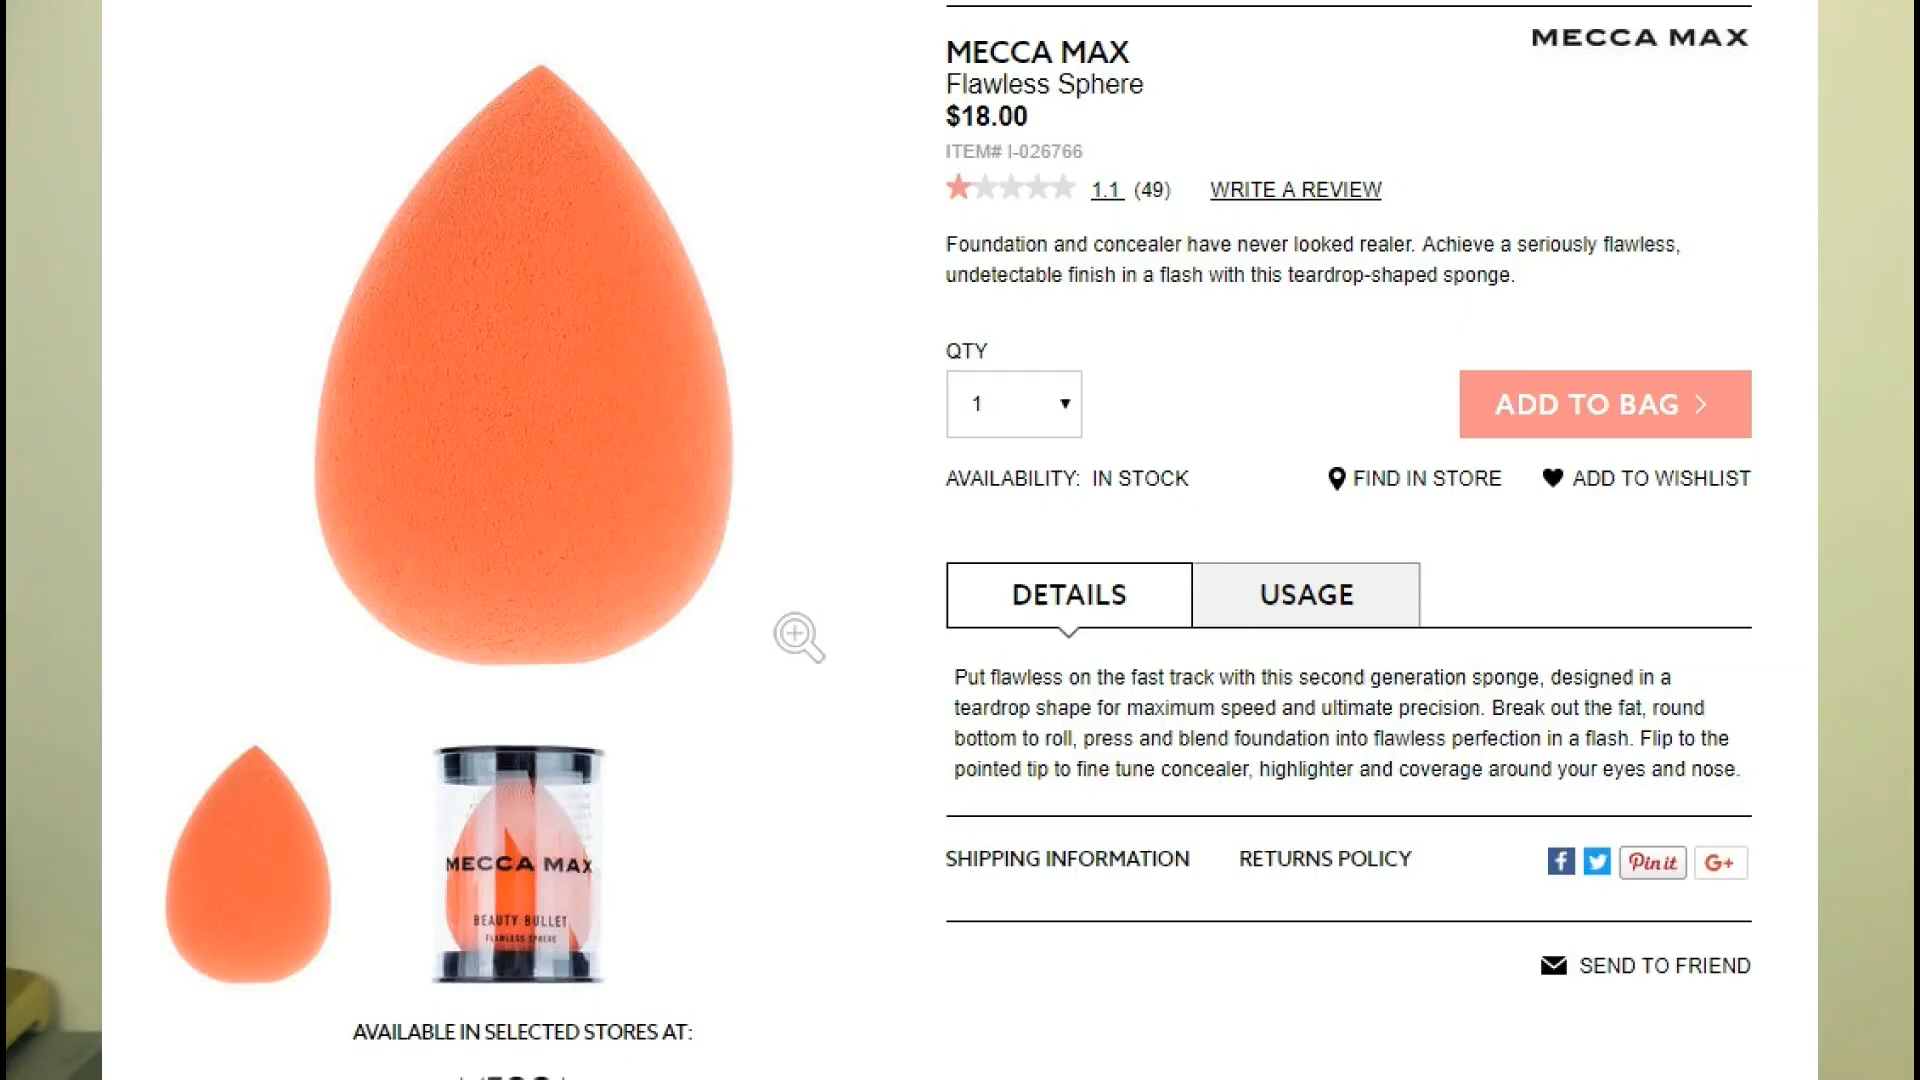 MECCA MAX
MECCA MAX
Flawless Sphere
$18.00
ITEM# I-026766
1.1 (49) WRITE A REVIEW
Foundation and concealer have never looked realer. Achieve a seriously flawless,
undetectable finish in a flash with this teardrop-shaped sponge.
QTY
1
ADD TO BAG >
AVAILABILITY: IN STOCK
FIND IN STORE
ADD TO WISHLIST
DETAILS
USAGE
Put flawless on the fast track with this second generation sponge, designed in a
teardrop shape for maximum speed and ultimate precision. Break out the fat, round
bottom to roll, press and blend foundation into flawless perfection in a flash. Flip to the
pointed tip to fine tune concealer, highlighter and coverage around your eyes and nose.
MECCA MAX
BEAUTY BULLET
FLAWLESS SPHERE
SHIPPING INFORMATION
RETURNS POLICY
f
Pin it
G+
SEND TO FRIEND
AVAILABLE IN SELECTED STORES AT: